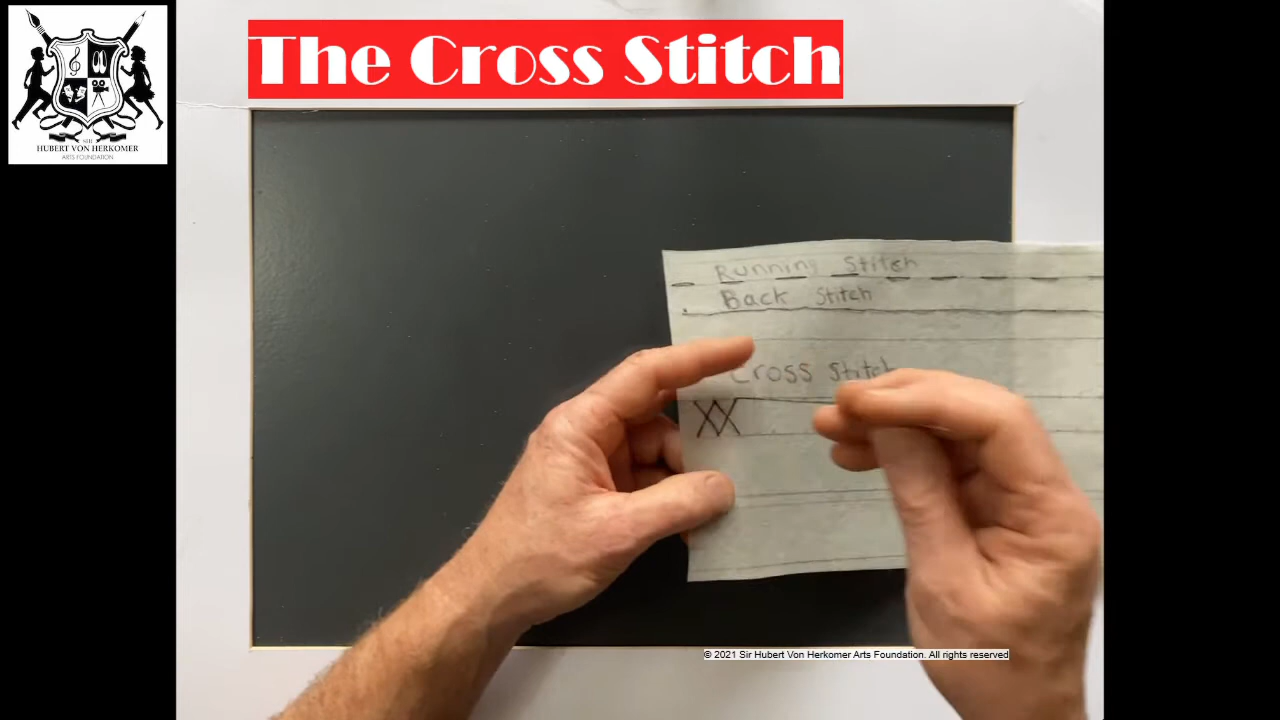 The Cross Stitch
SIR
HUBERT VON HERKOMER
ARTS FOUNDATION
Running Stitch
Back Stitch
Cross Stitch
© 2021 Sir Hubert Von Herkomer Arts Foundation. All rights reserved